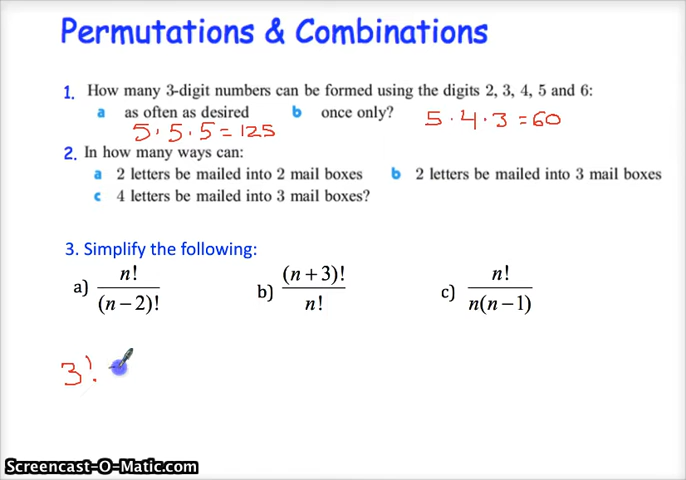 Permutations & Combinations
1. How many 3-digit numbers can be formed using the digits 2, 3, 4, 5 and 6:
a as often as desired b once only? 5 · 4 · 3 = 60
5 · 5 · 5 = 125
2. In how many ways can:
a 2 letters be mailed into 2 mail boxes b 2 letters be mailed into 3 mail boxes
c 4 letters be mailed into 3 mail boxes?
3. Simplify the following:
a) n! / (n − 2)! b) (n + 3)! / n! c) n! / n(n − 1)
3!
Screencast-O-Matic.com